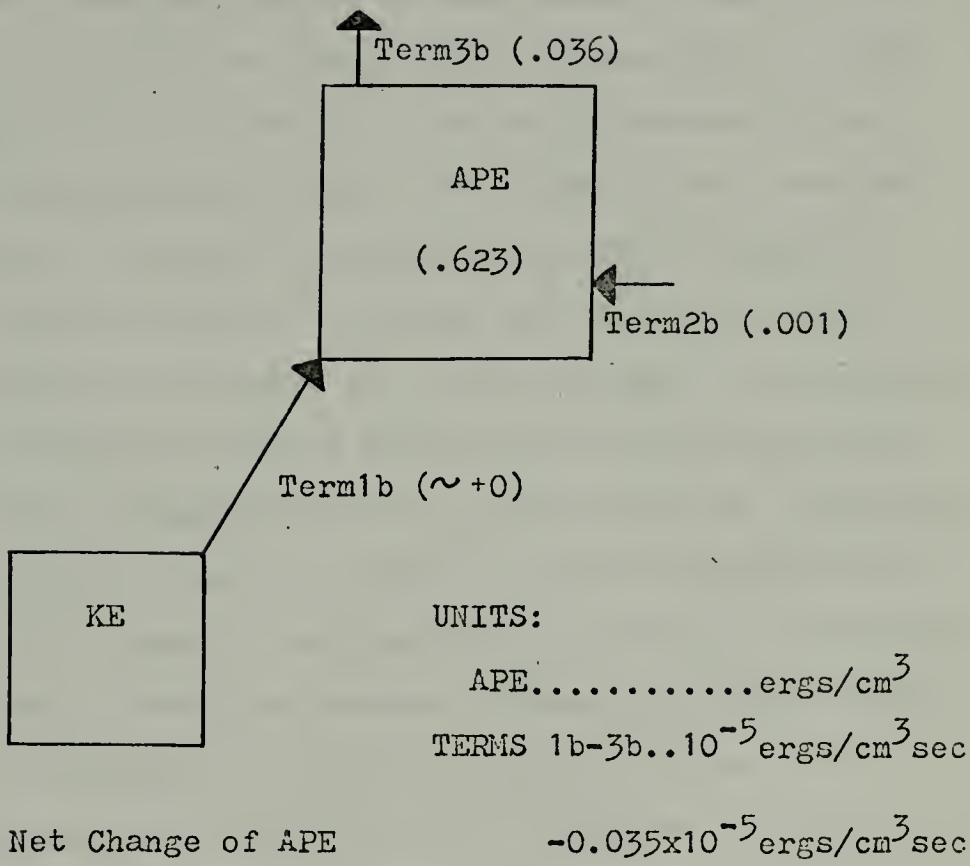 Term3b (.036)
APE
(.623)
Term2b (.001)
Term1b (~ +0)
KE
UNITS:
APE.............ergs/cm³
TERMS 1b-3b..10⁻⁵ergs/cm³sec
Net Change of APE -0.035x10⁻⁵ergs/cm³sec